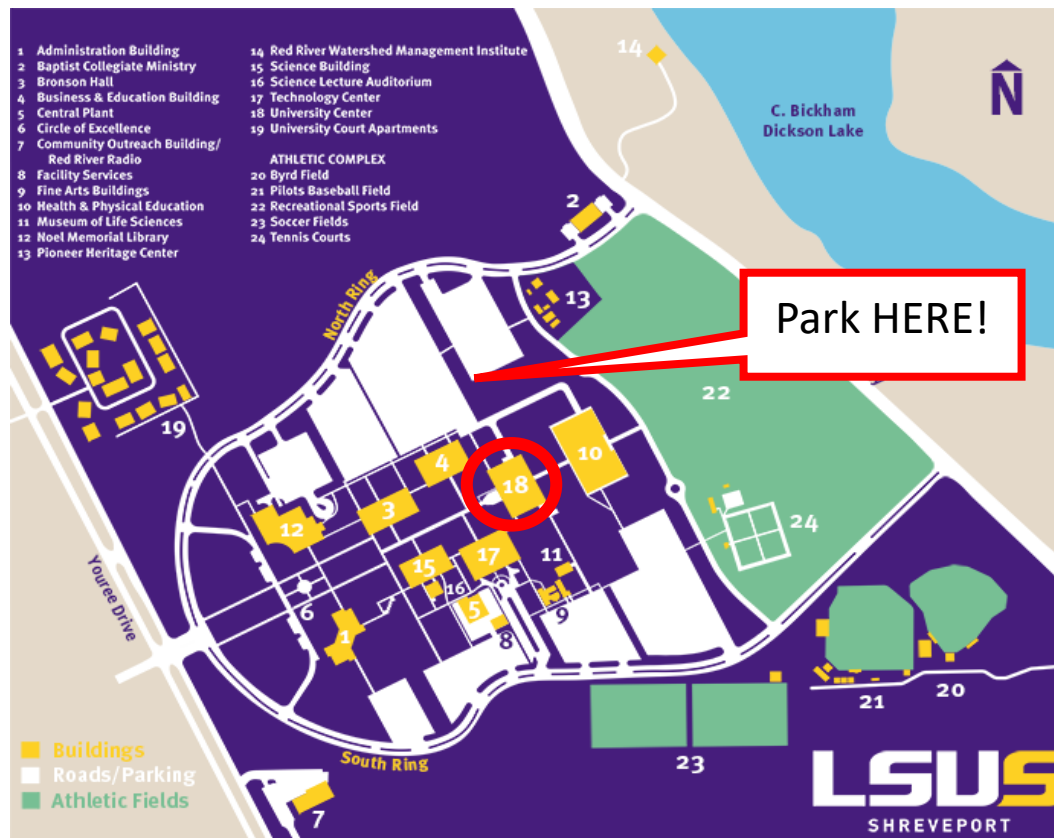 1 Administration Building
2 Baptist Collegiate Ministry
3 Bronson Hall
4 Business & Education Building
5 Central Plant
6 Circle of Excellence
7 Community Outreach Building/
Red River Radio
8 Facility Services
9 Fine Arts Buildings
10 Health & Physical Education
11 Museum of Life Sciences
12 Noel Memorial Library
13 Pioneer Heritage Center
14 Red River Watershed Management Institute
15 Science Building
16 Science Lecture Auditorium
17 Technology Center
18 University Center
19 University Court Apartments
ATHLETIC COMPLEX
20 Byrd Field
21 Pilots Baseball Field
22 Recreational Sports Field
23 Soccer Fields
24 Tennis Courts
14
N
C. Bickham
Dickson Lake
2
North Ring
13
Park HERE!
22
19
4
18
10
3
12
24
Youree Drive
15
17
11
16
6
5
9
1
8
21
20
South Ring
23
7
Buildings
Roads/Parking
Athletic Fields
LSUS
SHREVEPORT